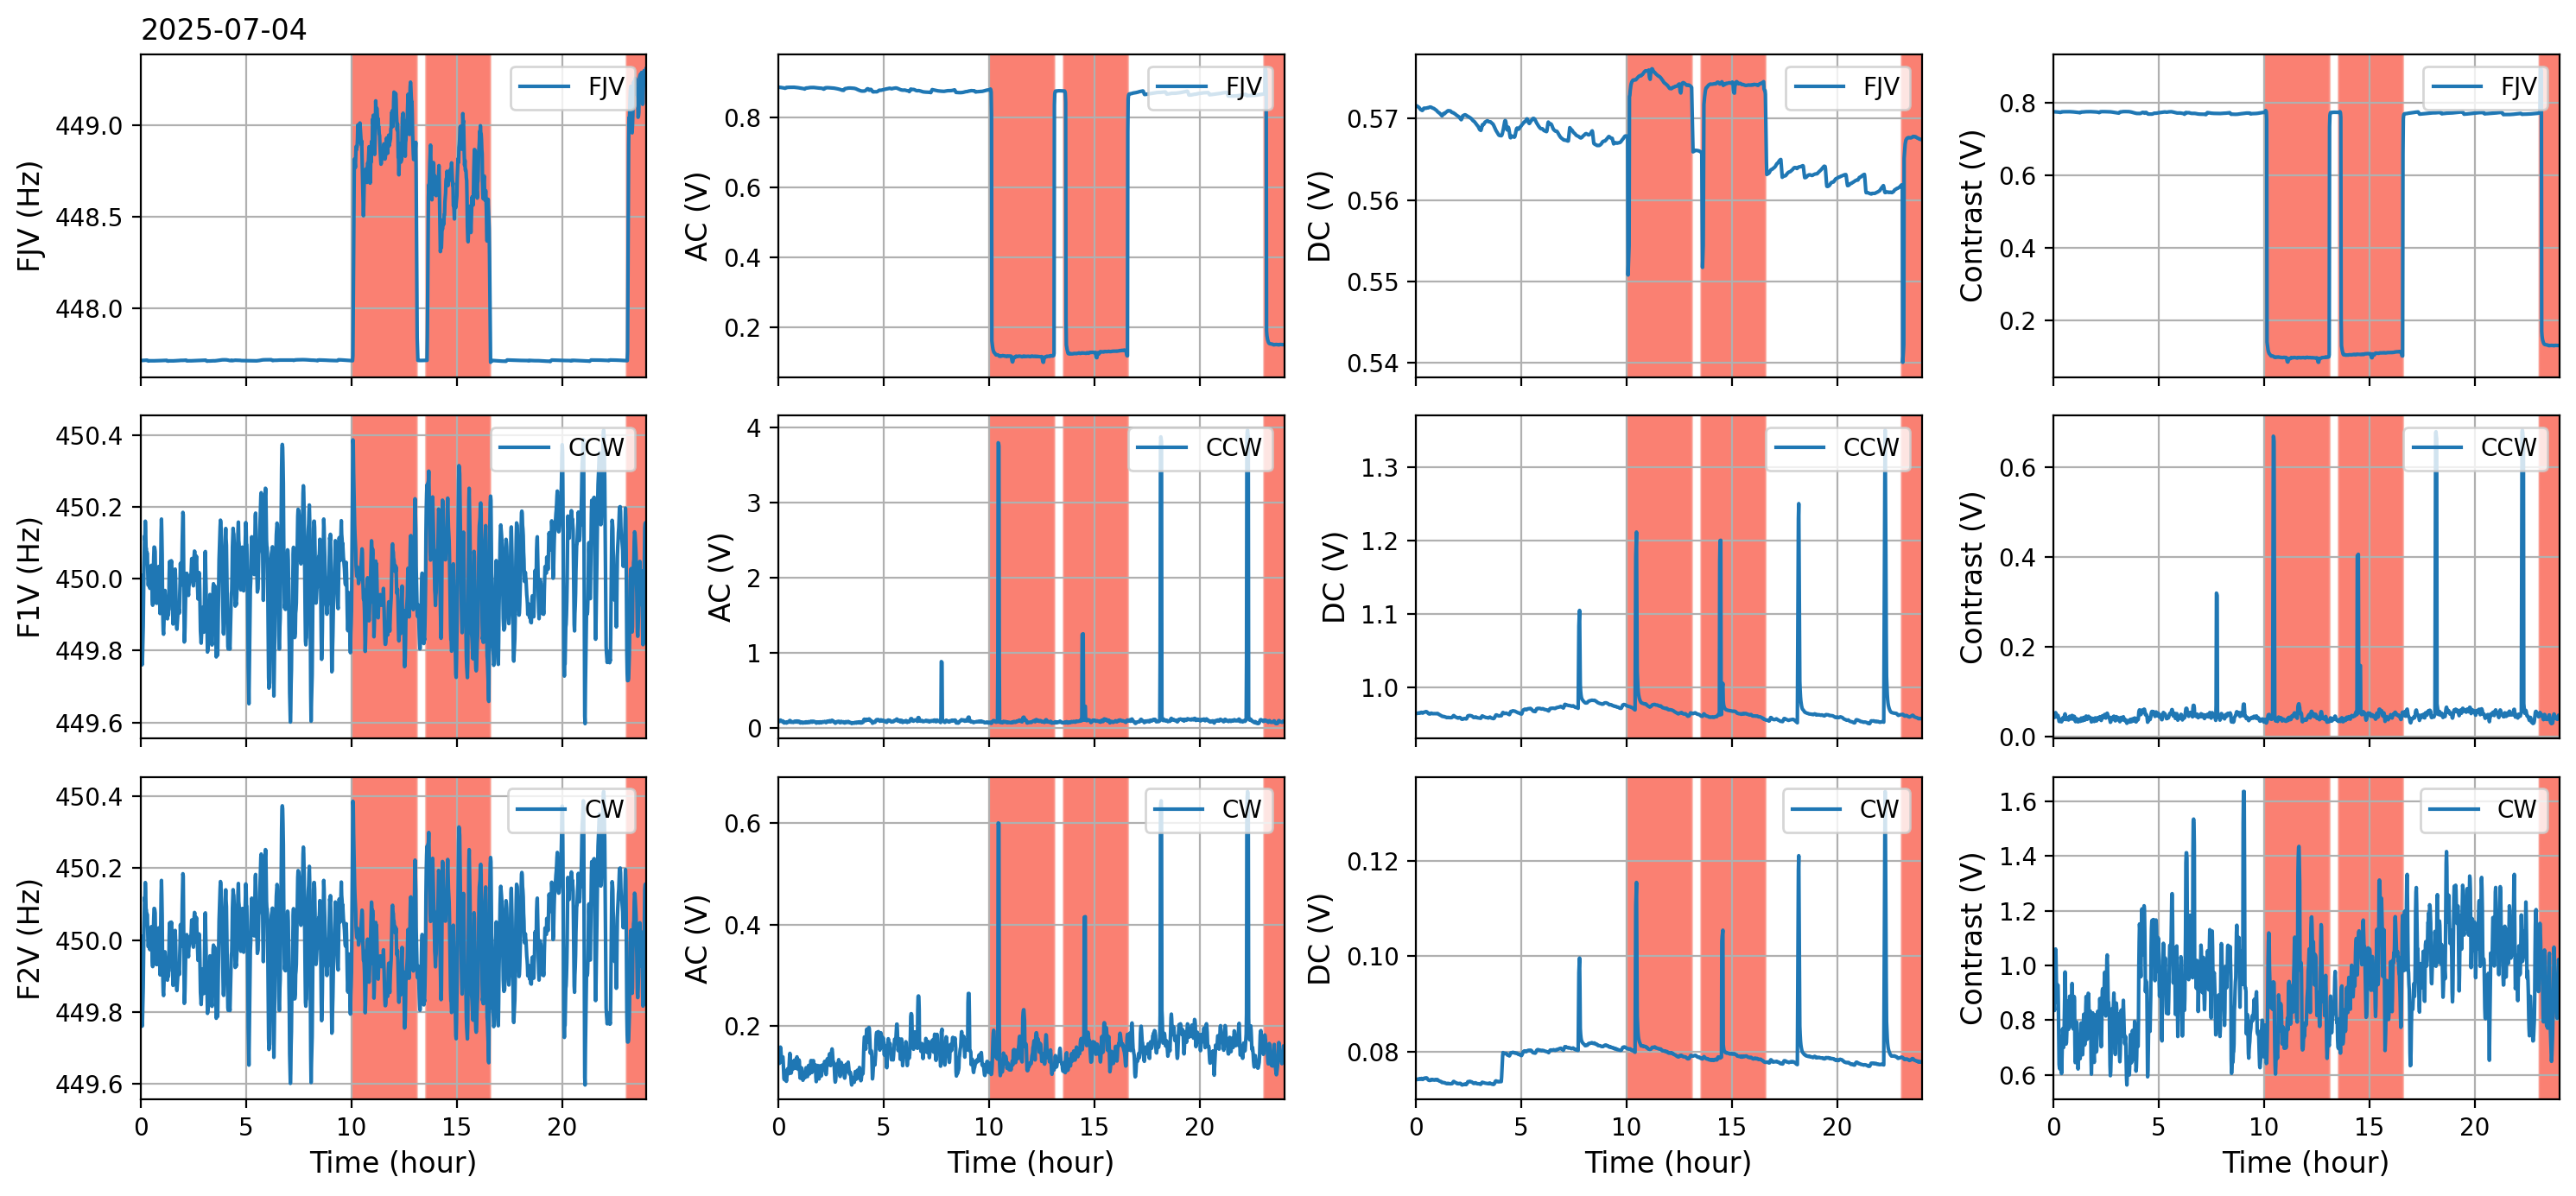 2025-07-04
FJV (Hz)
449.0
448.5
448.0
FJV
AC (V)
0.8
0.6
0.4
0.2
FJV
DC (V)
0.57
0.56
0.55
0.54
FJV
Contrast (V)
0.8
0.6
0.4
0.2
FJV
F1V (Hz)
450.4
450.2
450.0
449.8
449.6
CCW
AC (V)
4
3
2
1
0
CCW
DC (V)
1.3
1.2
1.1
1.0
CCW
Contrast (V)
0.6
0.4
0.2
0.0
CCW
F2V (Hz)
450.4
450.2
450.0
449.8
449.6
CW
0 5 10 15 20
Time (hour)
AC (V)
0.6
0.4
0.2
CW
0 5 10 15 20
Time (hour)
DC (V)
0.12
0.10
0.08
CW
0 5 10 15 20
Time (hour)
Contrast (V)
1.6
1.4
1.2
1.0
0.8
0.6
CW
0 5 10 15 20
Time (hour)